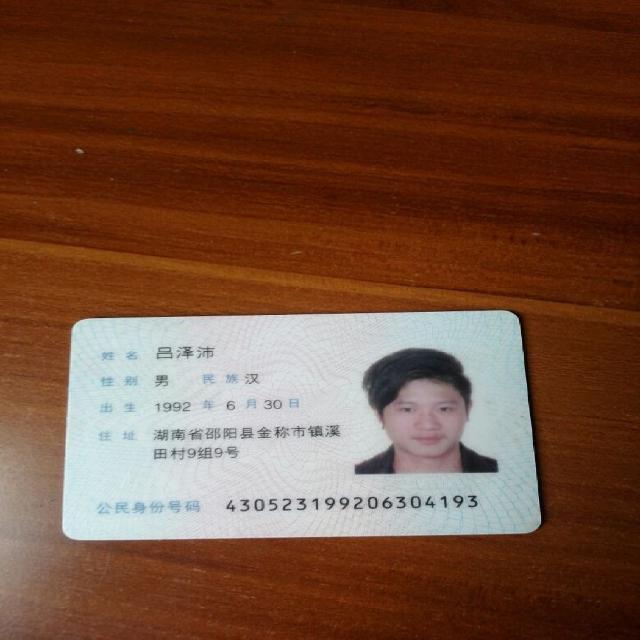 姓名 吕泽沛
性别 男 民族 汉
出生 1992 年 6 月 30 日
住址 湖南省邵阳县金称市镇溪
田村9组9号
公民身份号码 430523199206304193